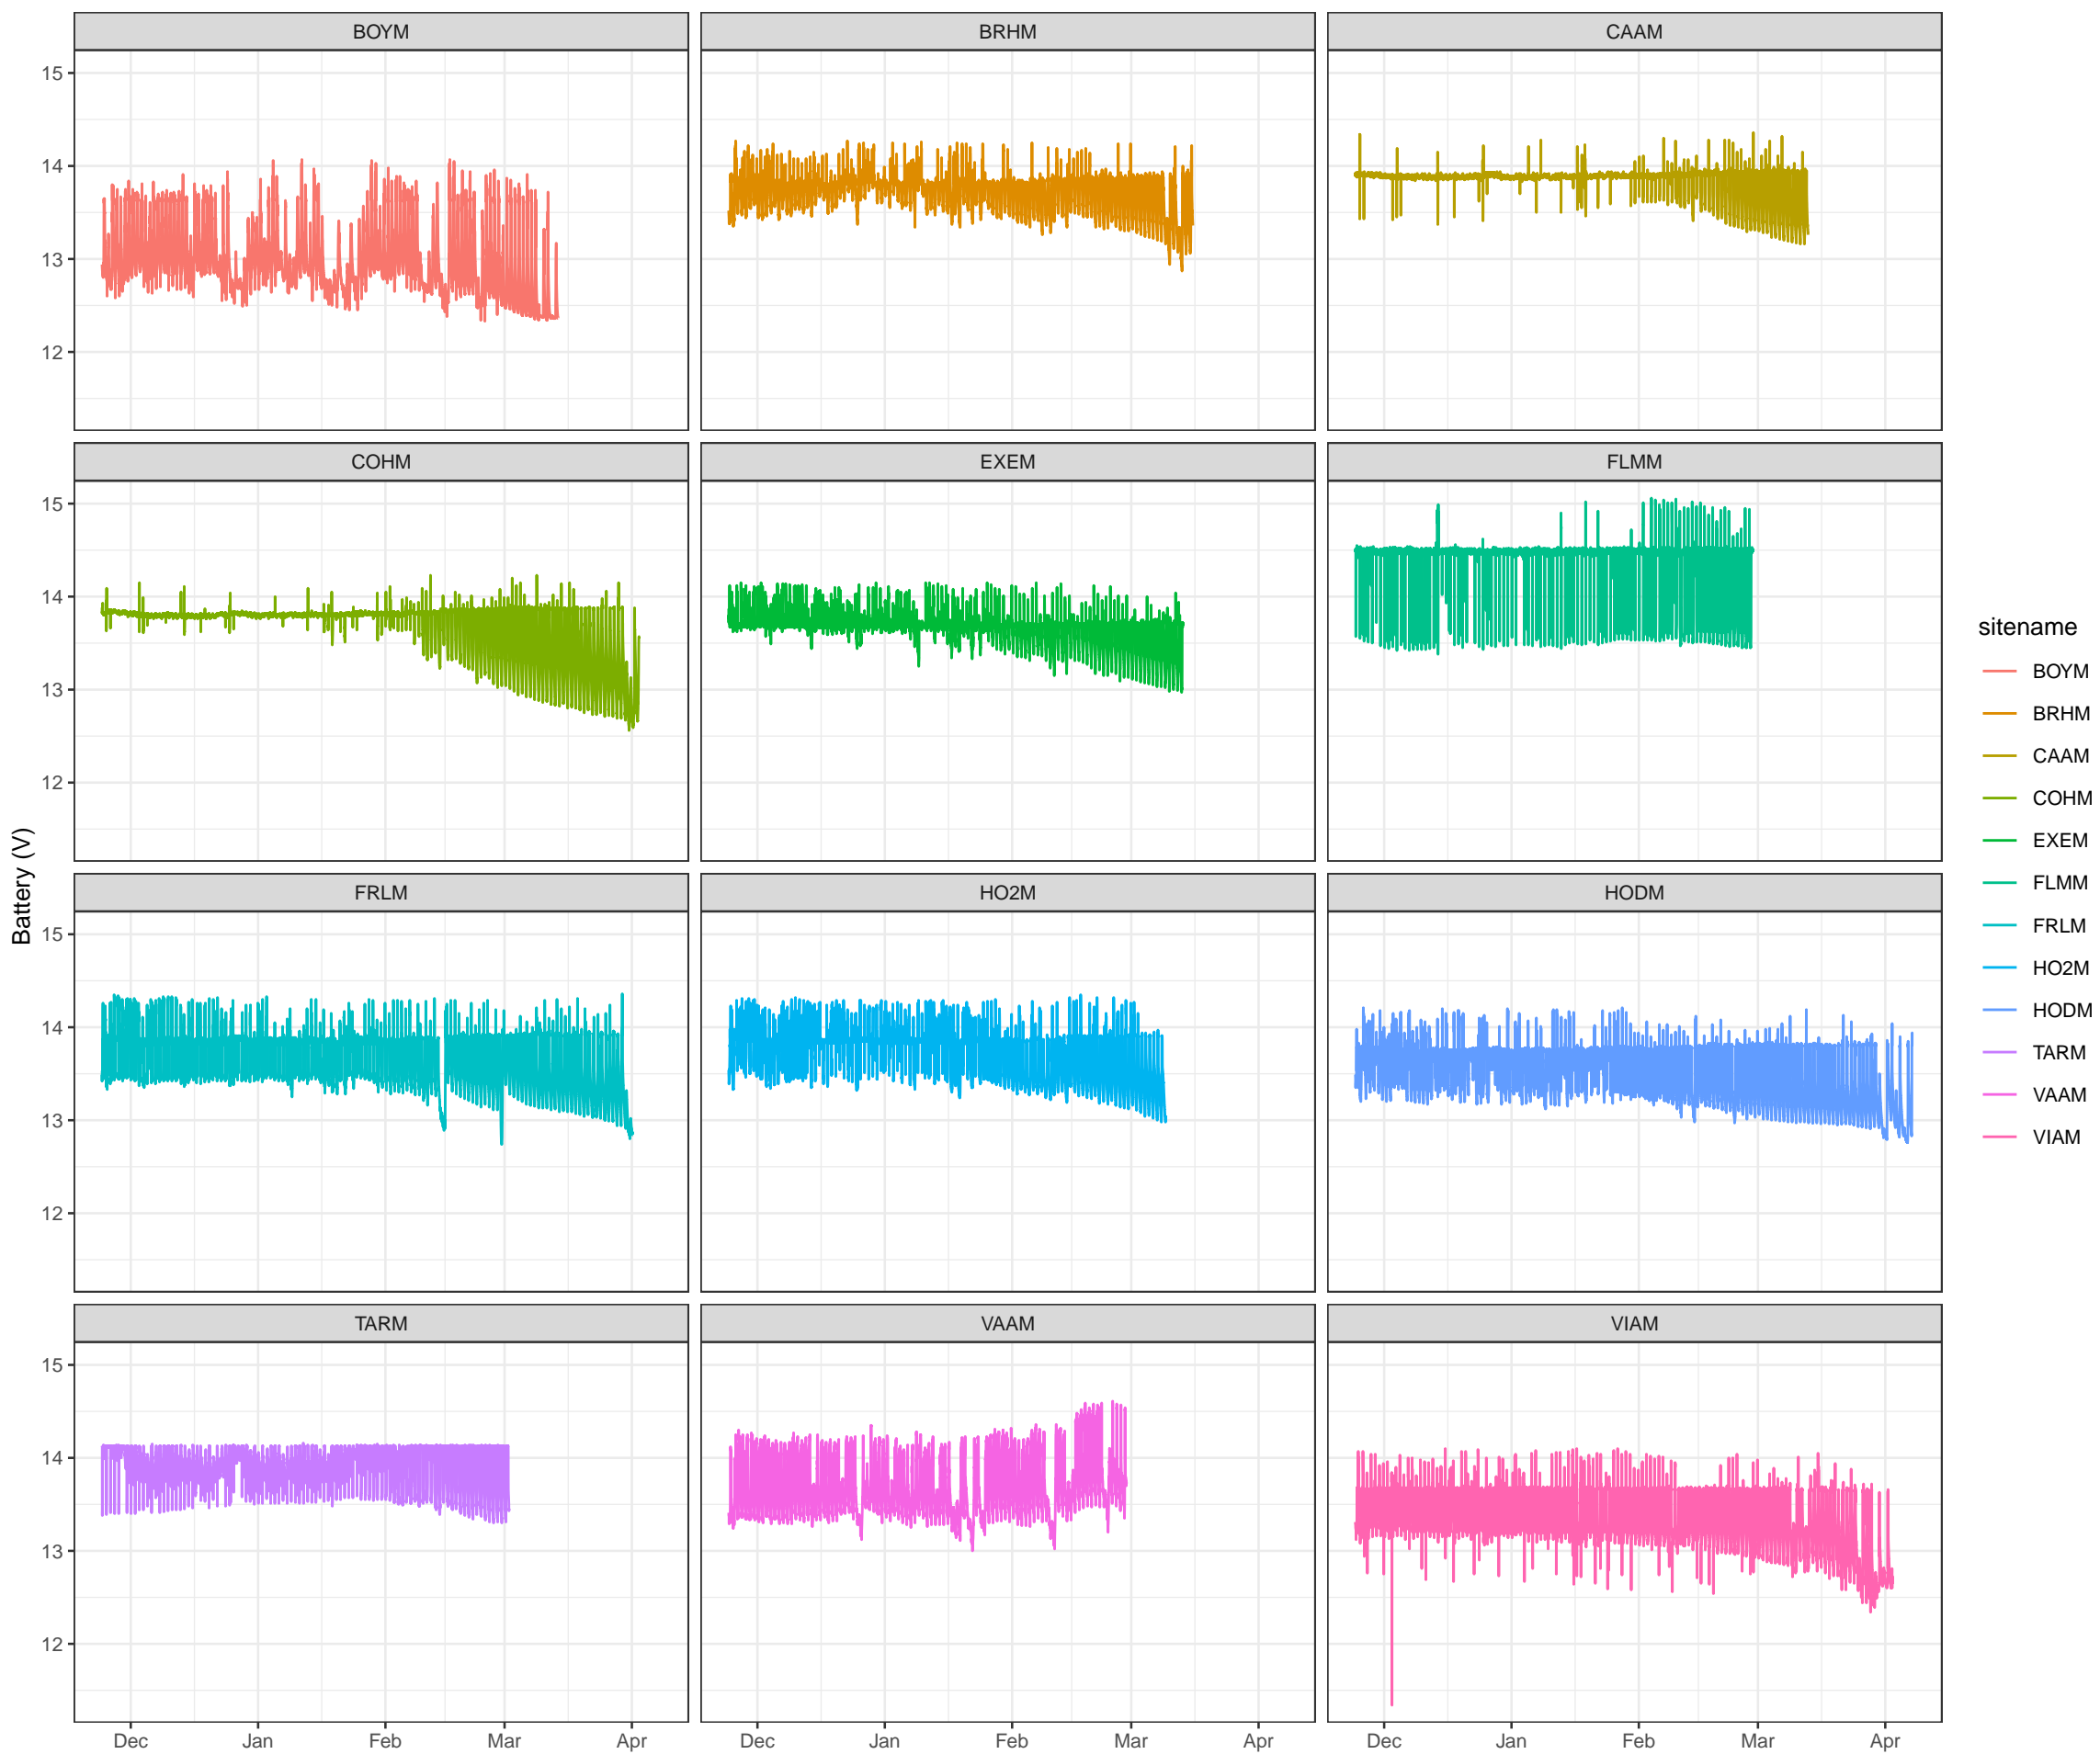 BOYM BRHM CAAM
15
14
13
12
COHM EXEM FLMM
15
14
13
12
FRLM HO2M HODM
15
14
13
12
TARM VAAM VIAM
15
14
13
12
Dec Jan Feb Mar Apr Dec Jan Feb Mar Apr Dec Jan Feb Mar Apr
Battery (V)
sitename
BOYM
BRHM
CAAM
COHM
EXEM
FLMM
FRLM
HO2M
HODM
TARM
VAAM
VIAM